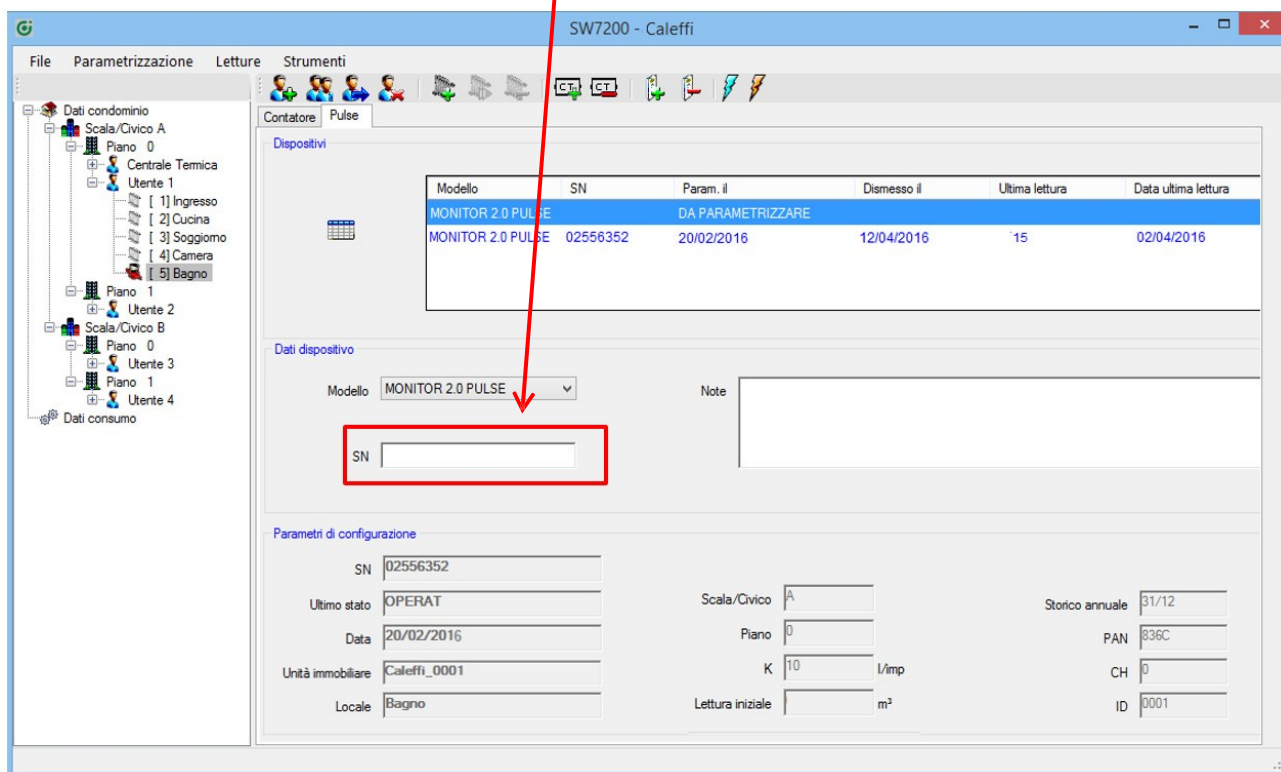 SW7200 - Caleffi
File Parametrizzazione Letture Strumenti
CT CT
Dati condominio
Scala/Civico A
Piano 0
Centrale Termica
Utente 1
[ 1] Ingresso
[ 2] Cucina
[ 3] Soggiorno
[ 4] Camera
[ 5] Bagno
Piano 1
Utente 2
Scala/Civico B
Piano 0
Utente 3
Piano 1
Utente 4
Dati consumo
Contatore Pulse
Dispositivi
Modello SN Param. il Dismesso il Ultima lettura Data ultima lettura
MONITOR 2.0 PULSE DA PARAMETRIZZARE
MONITOR 2.0 PULSE 02556352 20/02/2016 12/04/2016 15 02/04/2016
Dati dispositivo
Modello MONITOR 2.0 PULSE Note
SN
Parametri di configurazione
SN 02556352
Ultimo stato OPERAT Scala/Civico A Storico annuale 31/12
Data 20/02/2016 Piano 0 PAN 836C
Unità immobiliare Caleffi_0001 K 10 l/imp CH 0
Locale Bagno Lettura iniziale m³ ID 0001